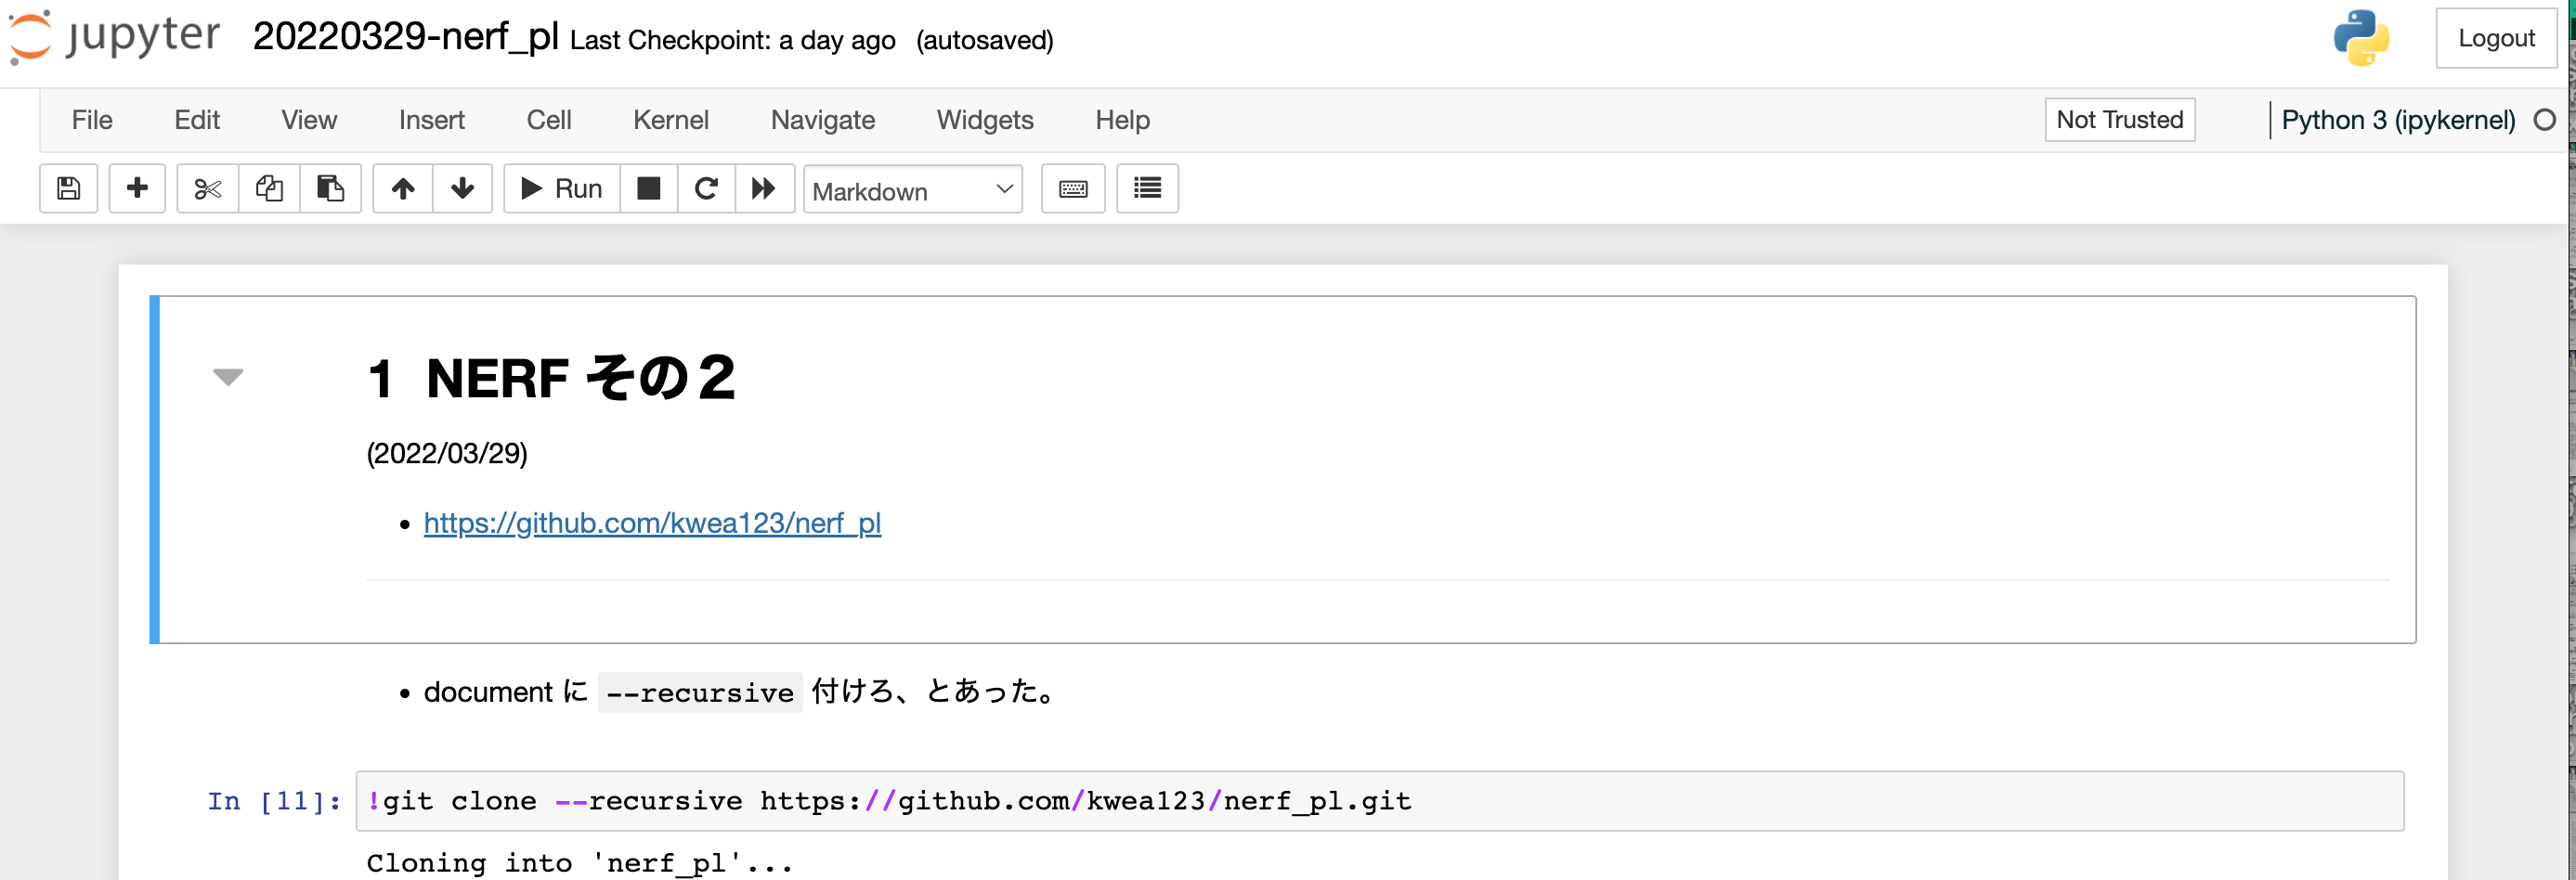 jupyter 20220329-nerf_pl Last Checkpoint: a day ago (autosaved) Logout
File Edit View Insert Cell Kernel Navigate Widgets Help Not Trusted Python 3 (ipykernel)
Run Markdown
1 NERF その２
(2022/03/29)
• https://github.com/kwea123/nerf_pl
• document に --recursive 付けろ、とあった。
In [11]: !git clone --recursive https://github.com/kwea123/nerf_pl.git
Cloning into 'nerf_pl'...